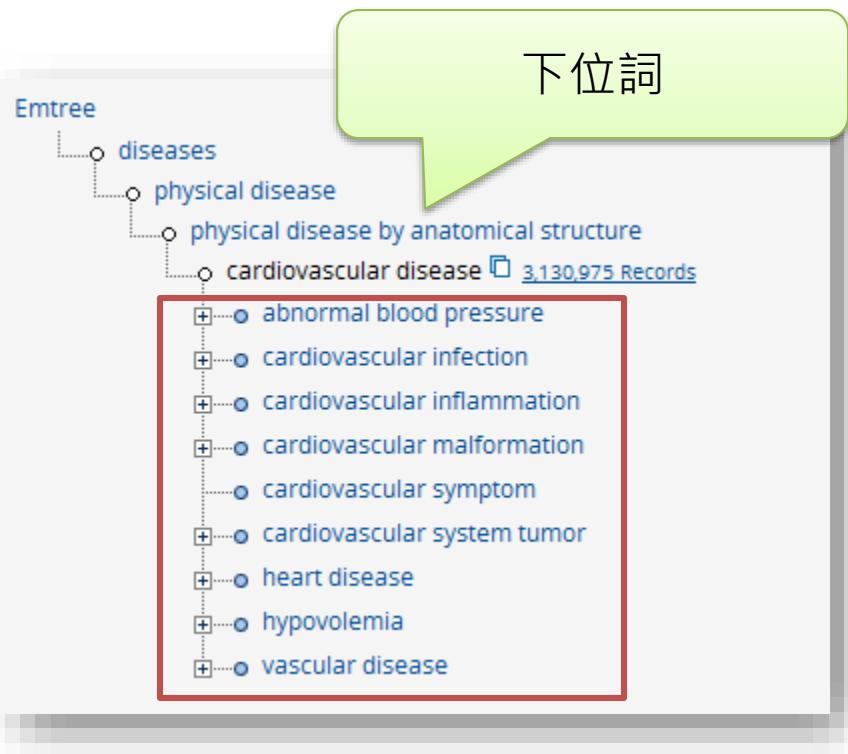 下位詞
Emtree
diseases
physical disease
physical disease by anatomical structure
cardiovascular disease 3,130,975 Records
abnormal blood pressure
cardiovascular infection
cardiovascular inflammation
cardiovascular malformation
cardiovascular symptom
cardiovascular system tumor
heart disease
hypovolemia
vascular disease